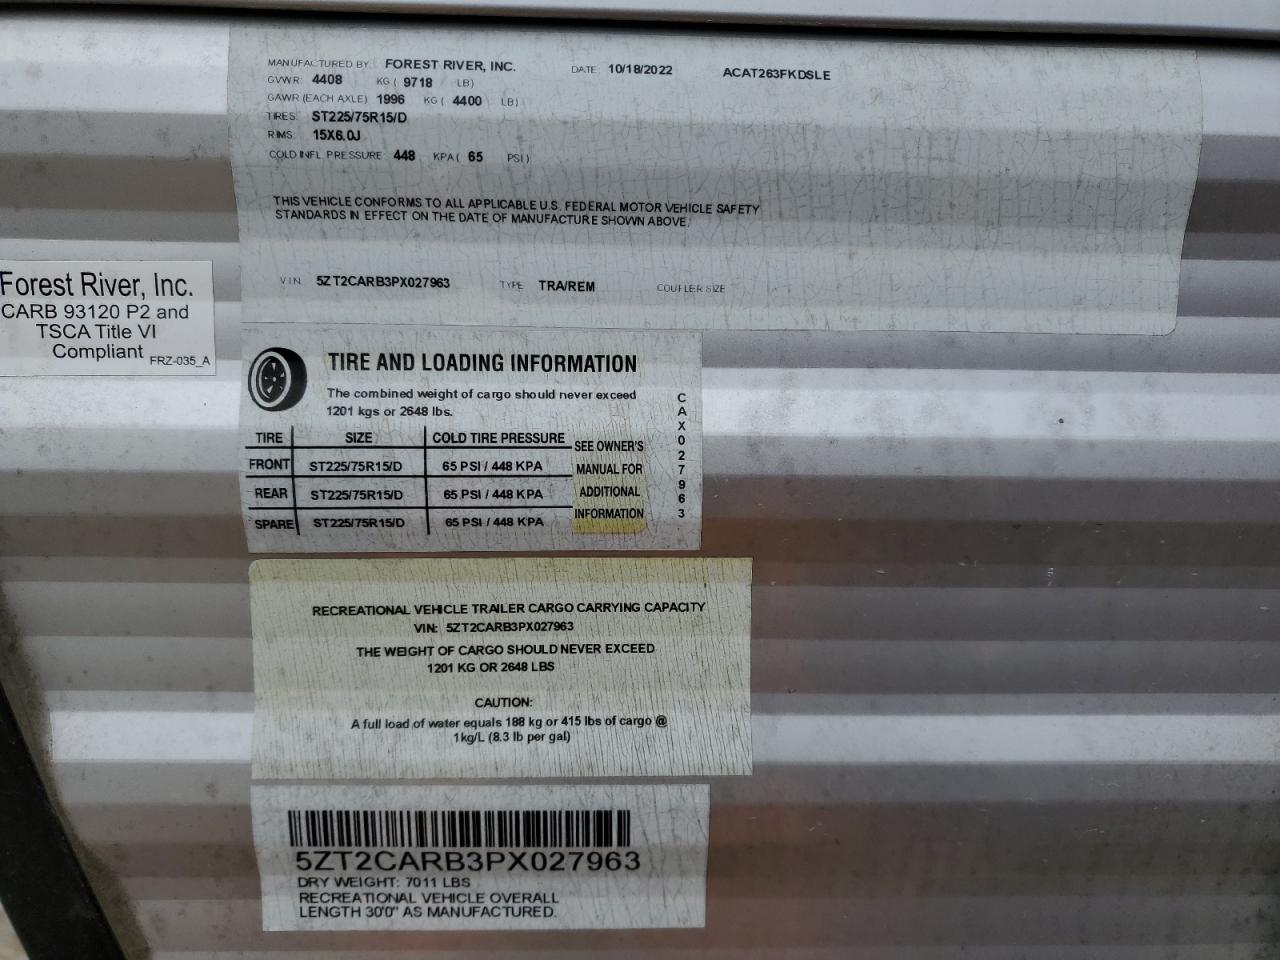 MANUFACTURED BY: FOREST RIVER, INC. DATE: 10/18/2022 ACAT263FKDSLE
GVWR: 4408 KG ( 9718 LB)
GAWR (EACH AXLE) 1996 KG ( 4400 LB)
TIRES: ST225/75R15/D
RIMS: 15X6.0J
COLD INFL PRESSURE: 448 KPA ( 65 PSI)
THIS VEHICLE CONFORMS TO ALL APPLICABLE U.S. FEDERAL MOTOR VEHICLE SAFETY
STANDARDS IN EFFECT ON THE DATE OF MANUFACTURE SHOWN ABOVE.
VIN 5ZT2CARB3PX027963 TYPE TRA/REM COUPLER SIZE
Forest River, Inc.
CARB 93120 P2 and
TSCA Title VI
Compliant FRZ-035_A
TIRE AND LOADING INFORMATION
The combined weight of cargo should never exceed
1201 kgs or 2648 lbs.
TIRE SIZE COLD TIRE PRESSURE
FRONT ST225/75R15/D 65 PSI / 448 KPA
REAR ST225/75R15/D 65 PSI / 448 KPA
SPARE ST225/75R15/D 65 PSI / 448 KPA
SEE OWNER'S
MANUAL FOR
ADDITIONAL
INFORMATION
CAX027963
RECREATIONAL VEHICLE TRAILER CARGO CARRYING CAPACITY
VIN: 5ZT2CARB3PX027963
THE WEIGHT OF CARGO SHOULD NEVER EXCEED
1201 KG OR 2648 LBS
CAUTION:
A full load of water equals 188 kg or 415 lbs of cargo @
1kg/L (8.3 lb per gal)
5ZT2CARB3PX027963
DRY WEIGHT: 7011 LBS
RECREATIONAL VEHICLE OVERALL
LENGTH 30'0" AS MANUFACTURED.